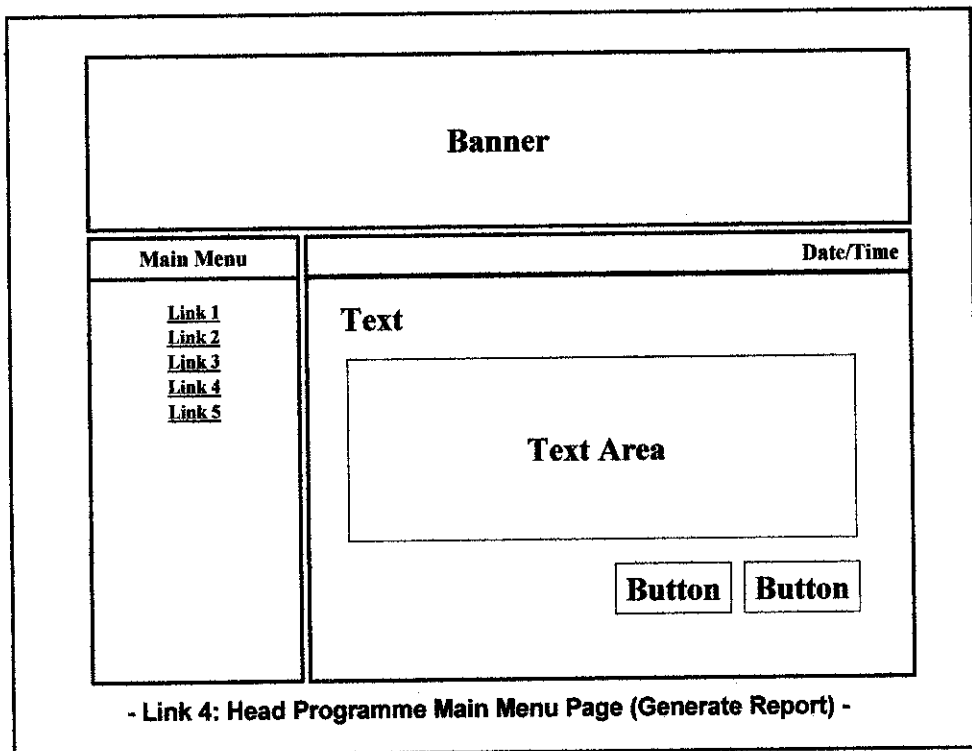 Banner
Main Menu
Date/Time
Link 1
Link 2
Link 3
Link 4
Link 5
Text
Text Area
Button Button
- Link 4: Head Programme Main Menu Page (Generate Report) -